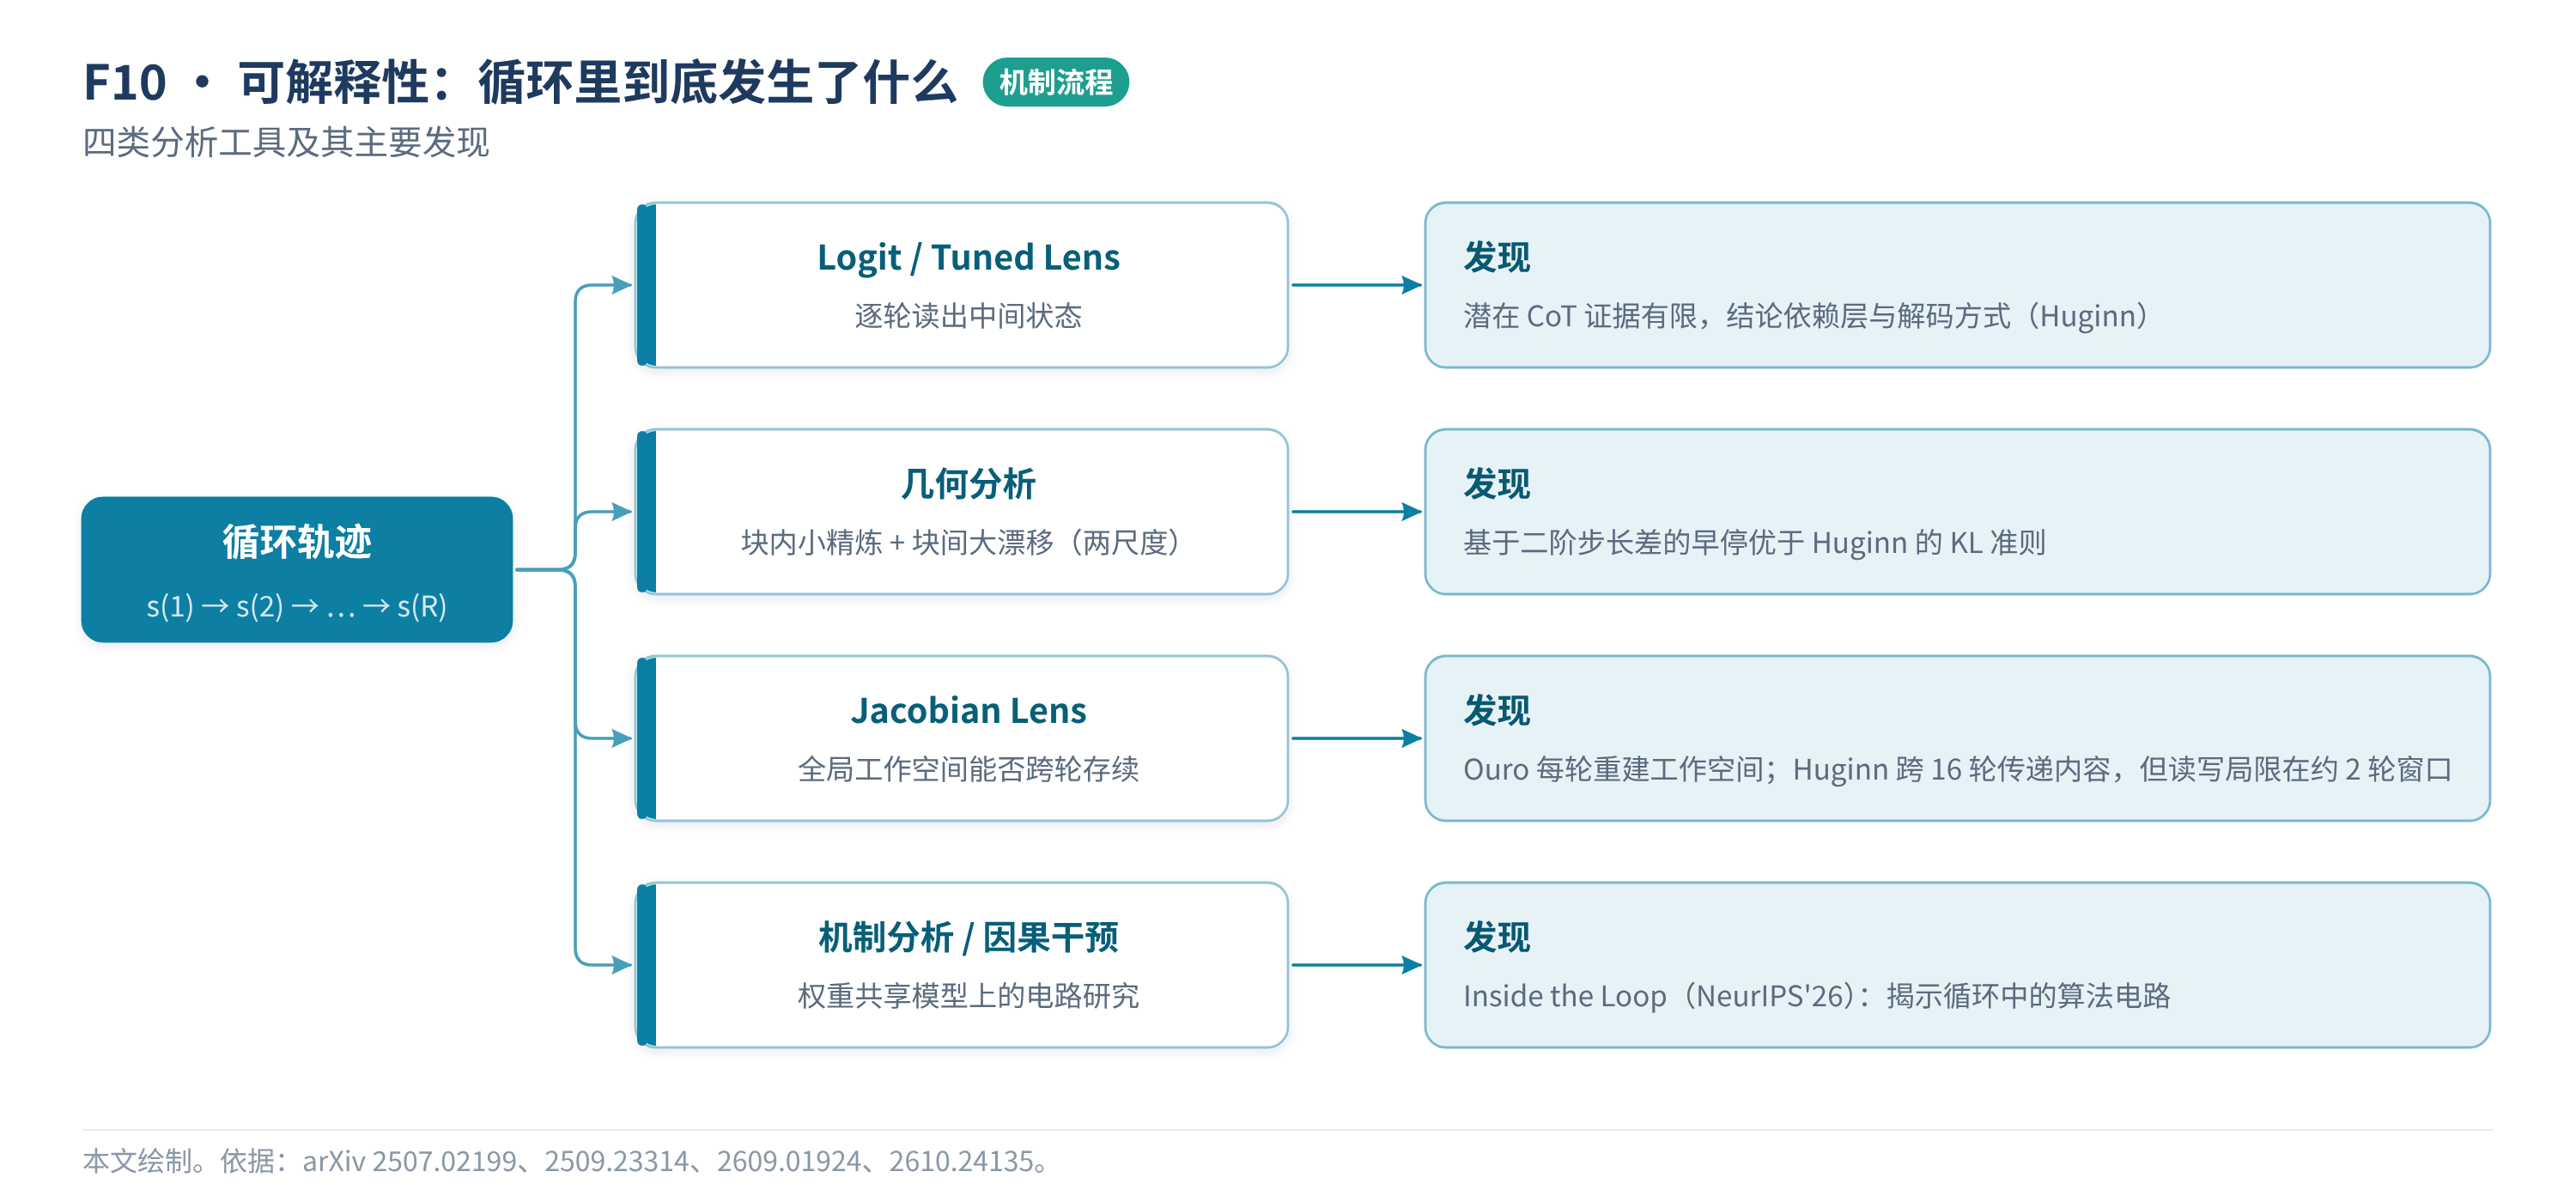 F10 · 可解释性：循环里到底发生了什么
机制流程
四类分析工具及其主要发现
循环轨迹
s(1) → s(2) → … → s(R)
Logit / Tuned Lens
逐轮读出中间状态
发现
潜在 CoT 证据有限，结论依赖层与解码方式（Huginn）
几何分析
块内小精炼 + 块间大漂移（两尺度）
发现
基于二阶步长差的早停优于 Huginn 的 KL 准则
Jacobian Lens
全局工作空间能否跨轮存续
发现
Ouro 每轮重建工作空间；Huginn 跨 16 轮传递内容，但读写局限在约 2 轮窗口
机制分析 / 因果干预
权重共享模型上的电路研究
发现
Inside the Loop（NeurIPS'26）：揭示循环中的算法电路
本文绘制。依据：arXiv 2507.02199、2509.23314、2609.01924、2610.24135。